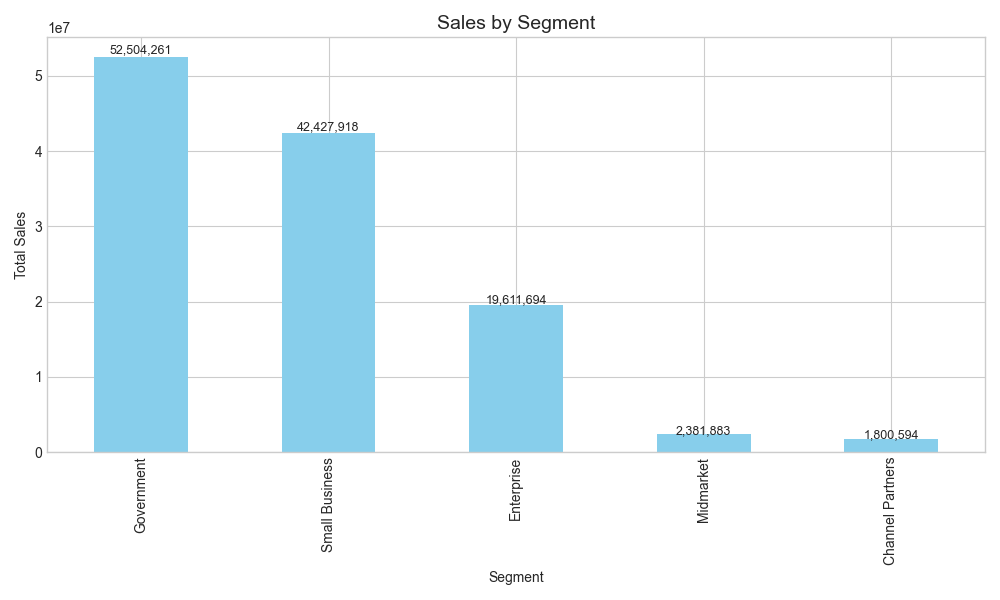 Sales by Segment
1e7
52,504,261
42,427,918
19,611,694
2,381,883
1,800,594
5
4
3
2
1
0
Total Sales
Government
Small Business
Enterprise
Midmarket
Channel Partners
Segment